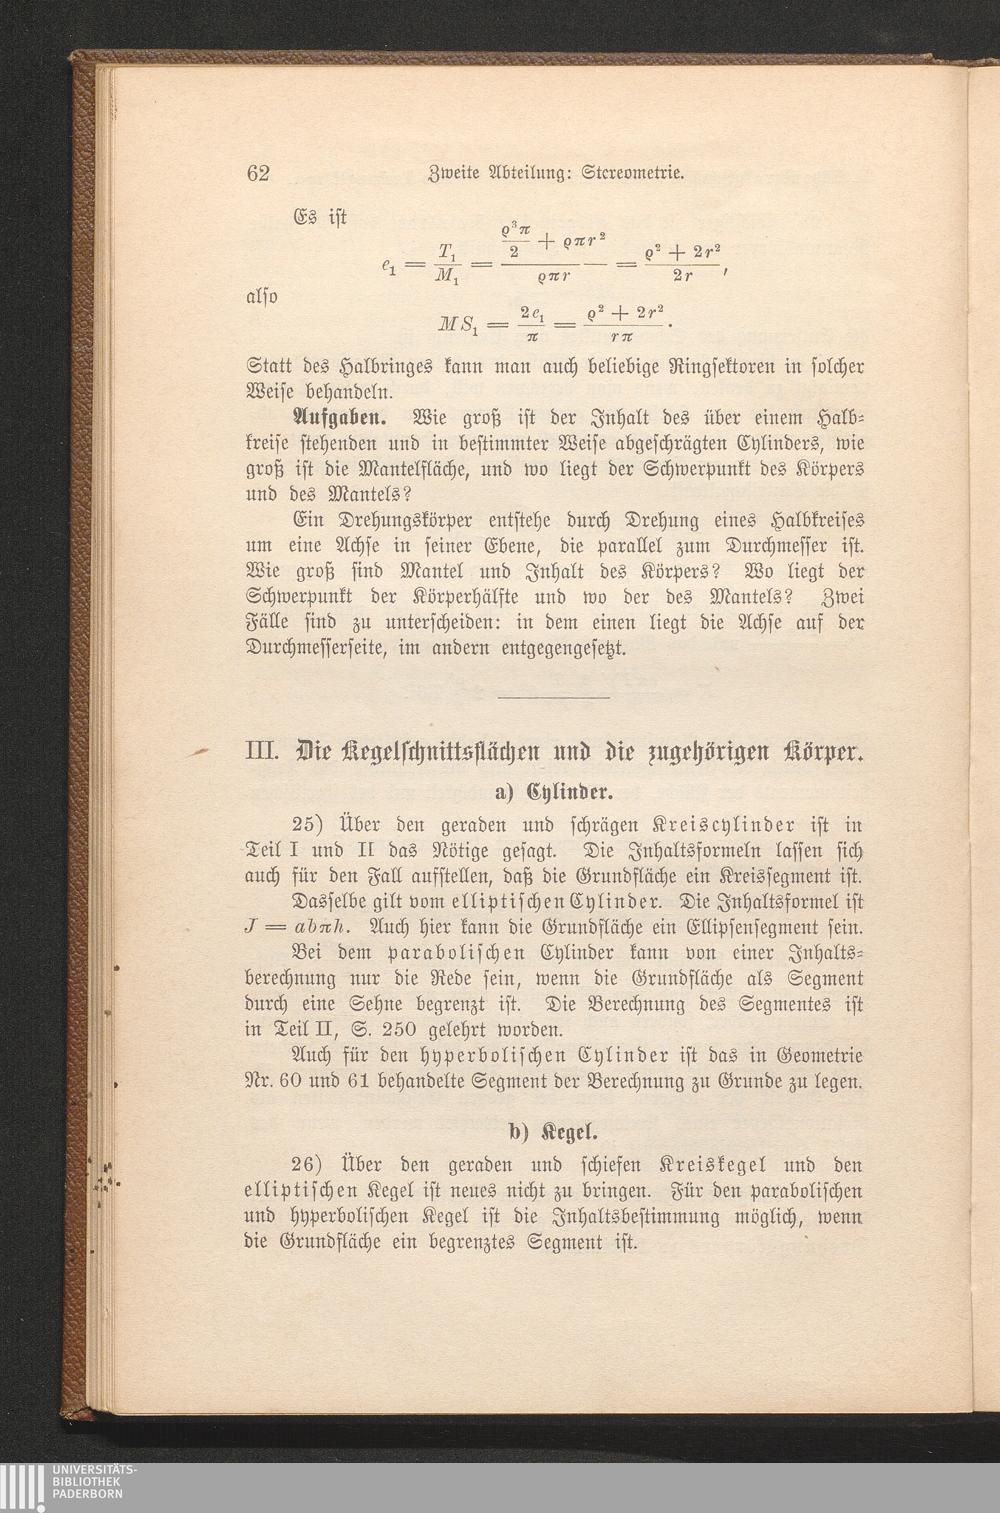 62 Zweite Abteilung: Stereometrie.
Es ist
e₁ = T₁/M₁ = (ϱ³π/2 + ϱπr²)/(ϱπr) = (ϱ² + 2r²)/(2r),
also
MS₁ = 2e₁/π = (ϱ² + 2r²)/(rπ).
Statt des Halbringes kann man auch beliebige Ringsektoren in solcher
Weise behandeln.
Aufgaben. Wie groß ist der Inhalt des über einem Halb-
kreise stehenden und in bestimmter Weise abgeschrägten Cylinders, wie
groß ist die Mantelfläche, und wo liegt der Schwerpunkt des Körpers
und des Mantels?
Ein Drehungskörper entstehe durch Drehung eines Halbkreises
um eine Achse in seiner Ebene, die parallel zum Durchmesser ist.
Wie groß sind Mantel und Inhalt des Körpers? Wo liegt der
Schwerpunkt der Körperhälfte und wo der des Mantels? Zwei
Fälle sind zu unterscheiden: in dem einen liegt die Achse auf der
Durchmesserseite, im andern entgegengesetzt.
III. Die Kegelschnittsflächen und die zugehörigen Körper.
a) Cylinder.
25) Über den geraden und schrägen Kreiscylinder ist in
Teil I und II das Nötige gesagt. Die Inhaltsformeln lassen sich
auch für den Fall aufstellen, daß die Grundfläche ein Kreissegment ist.
Dasselbe gilt vom elliptischen Cylinder. Die Inhaltsformel ist
J = abπh. Auch hier kann die Grundfläche ein Ellipsensegment sein.
Bei dem parabolischen Cylinder kann von einer Inhalts-
berechnung nur die Rede sein, wenn die Grundfläche als Segment
durch eine Sehne begrenzt ist. Die Berechnung des Segmentes ist
in Teil II, S. 250 gelehrt worden.
Auch für den hyperbolischen Cylinder ist das in Geometrie
Nr. 60 und 61 behandelte Segment der Berechnung zu Grunde zu legen.
b) Kegel.
26) Über den geraden und schiefen Kreiskegel und den
elliptischen Kegel ist neues nicht zu bringen. Für den parabolischen
und hyperbolischen Kegel ist die Inhaltsbestimmung möglich, wenn
die Grundfläche ein begrenztes Segment ist.
UNIVERSITÄTS-
BIBLIOTHEK
PADERBORN